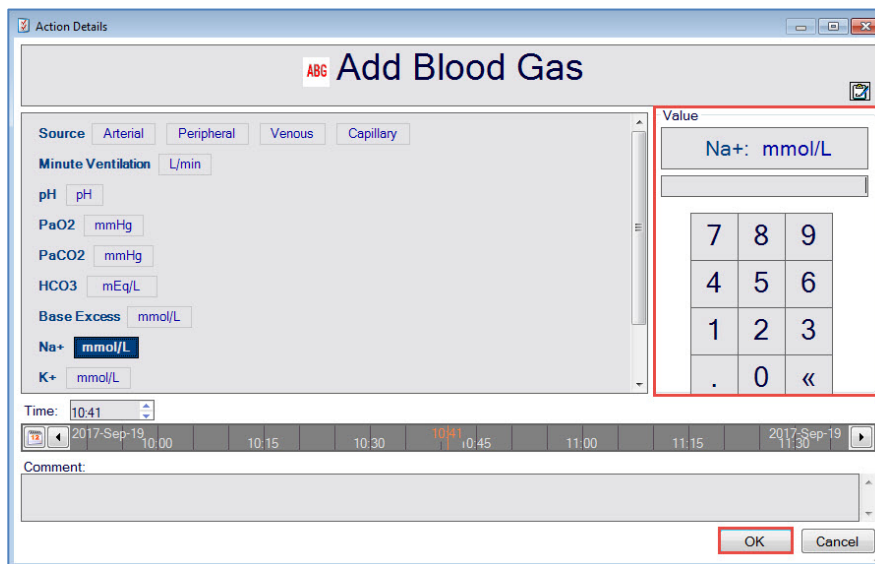 Action Details
ABG Add Blood Gas
Source Arterial Peripheral Venous Capillary
Minute Ventilation L/min
pH pH
PaO2 mmHg
PaCO2 mmHg
HCO3 mEq/L
Base Excess mmol/L
Na+ mmol/L
K+ mmol/L
Value
Na+: mmol/L
7 8 9
4 5 6
1 2 3
. 0 «
Time: 10:41
2017-Sep-19 10:41 2017-Sep-19
12 10:00 10:15 10:30 10:45 11:00 11:15 11:30
Comment:
OK Cancel